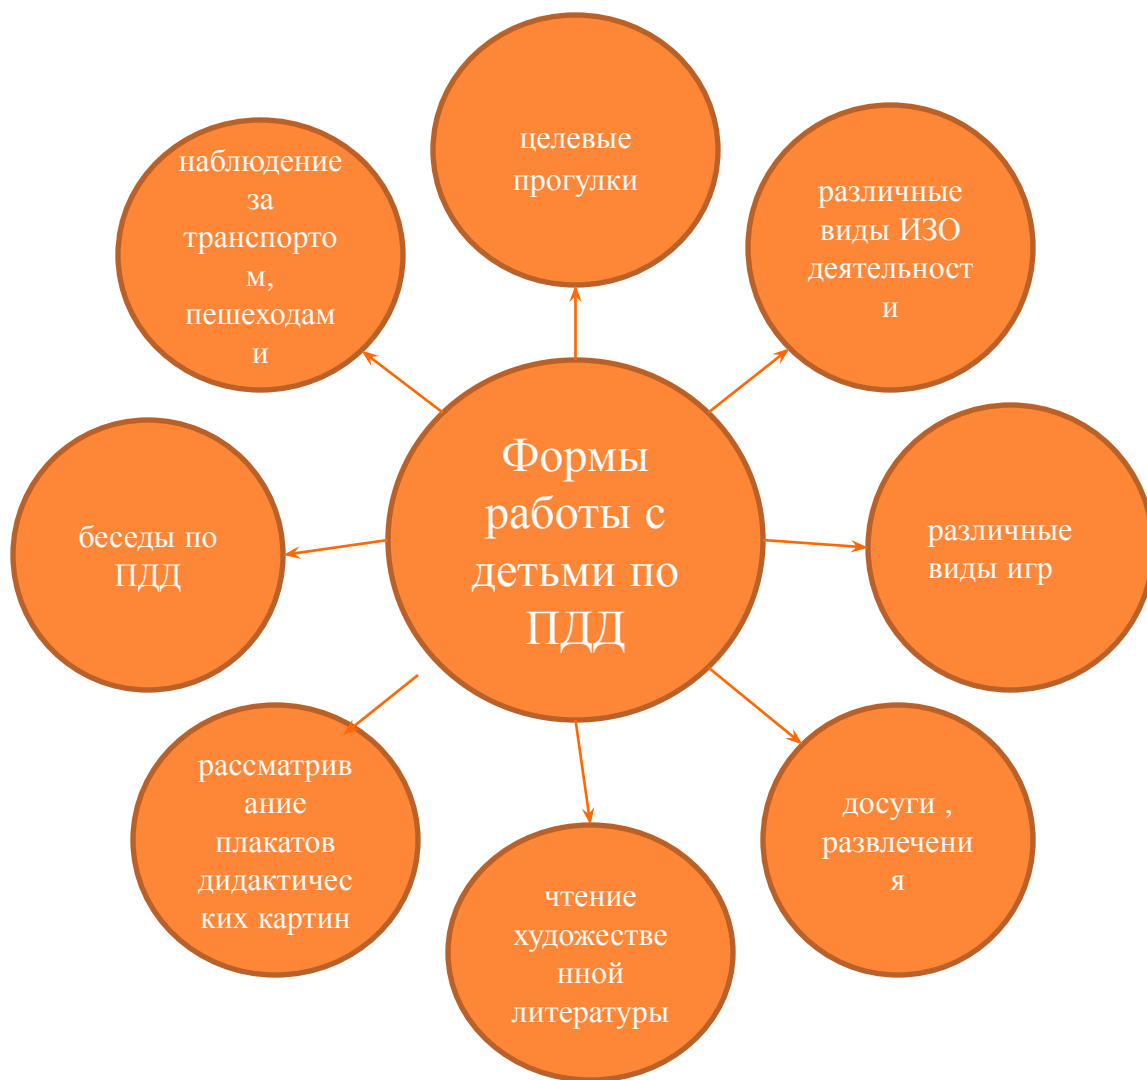 целевые
прогулки
наблюдение
за
транспорто
м,
пешеходам
и
различные
виды ИЗО
деятельност
и
Формы
работы с
детьми по
ПДД
беседы по
ПДД
различные
виды игр
рассматрив
ание
плакатов
дидактичес
ких картин
досуги ,
развлечени
я
чтение
художестве
нной
литературы